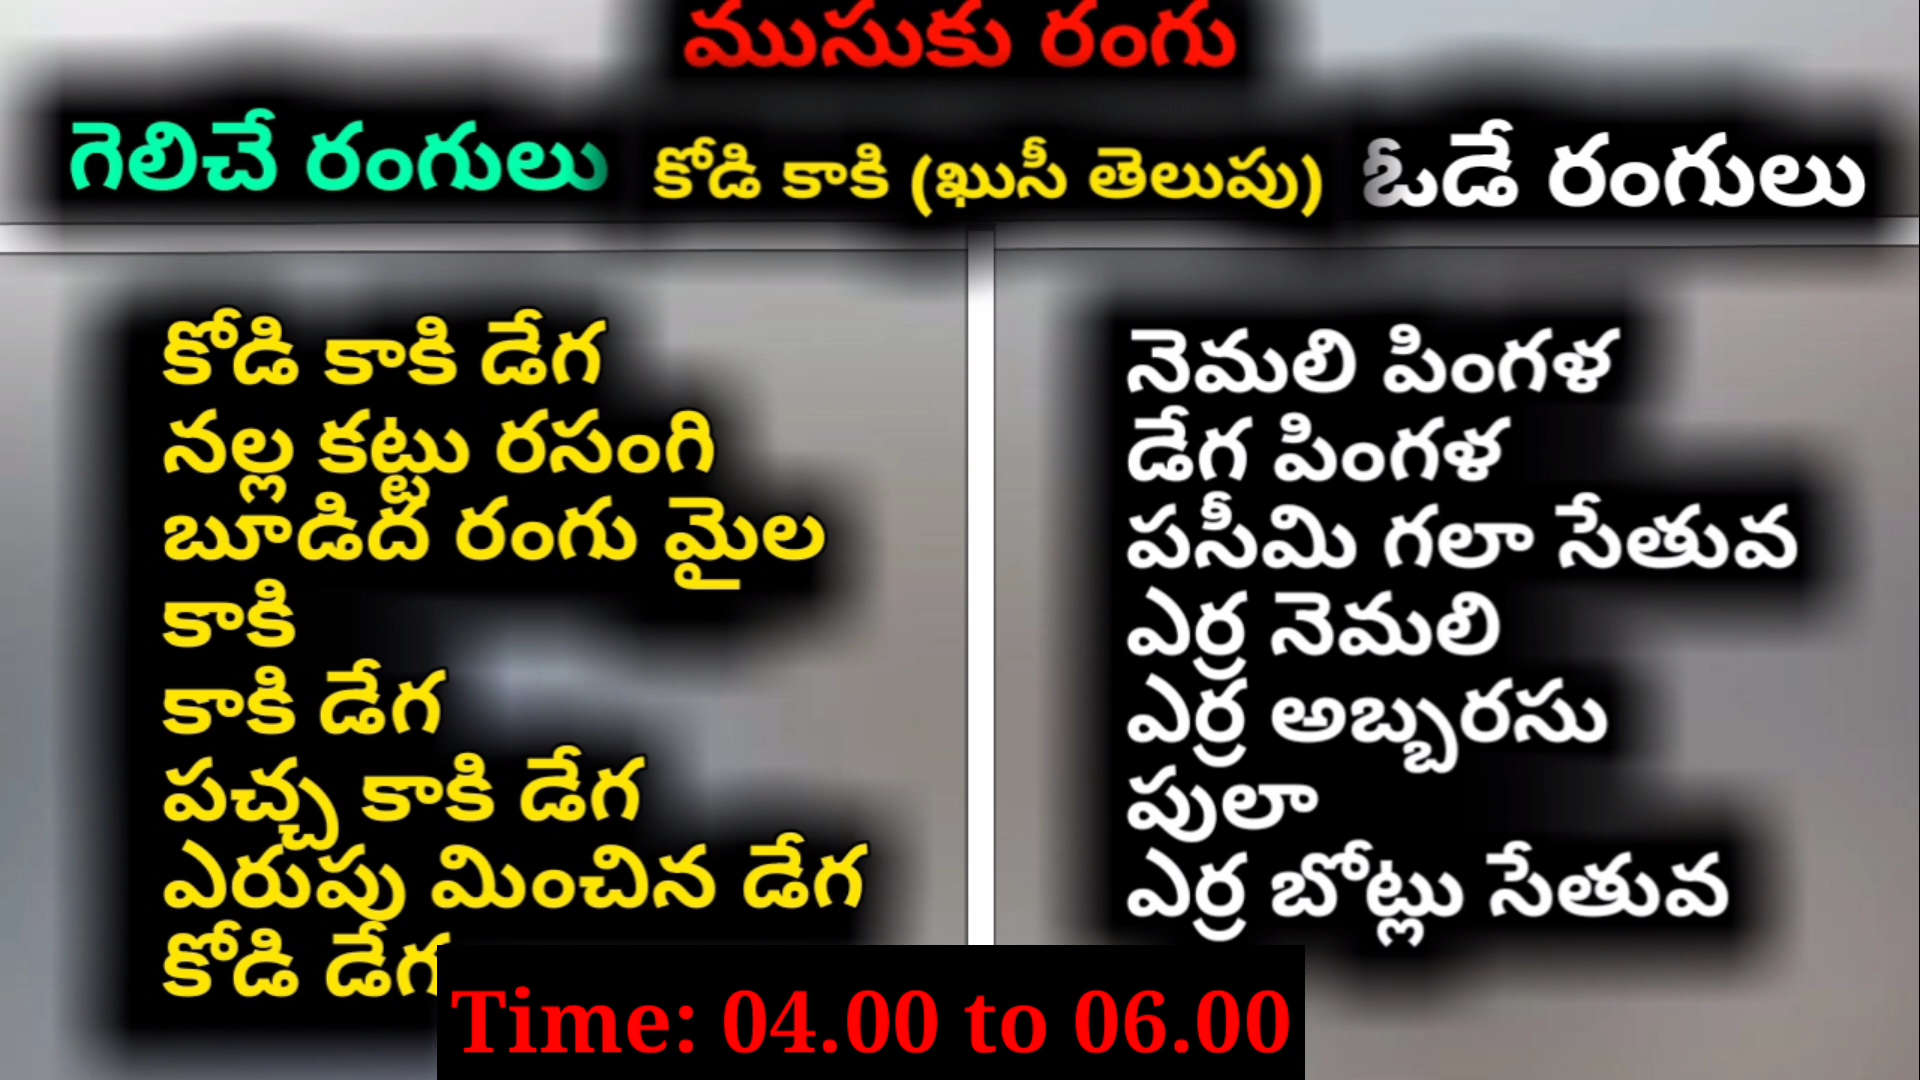 ముసుకు రంగు
గెలిచే రంగులు
కోడి కాకి (ఖుసీ తెలుపు)
ఓడే రంగులు
కోడి కాకి డేగ
నల్ల కట్టు రసంగి
బూడిద రంగు మైల
కాకి
కాకి డేగ
పచ్చ కాకి డేగ
ఎరుపు మించిన డేగ
కోడి డేగ
నెమలి పింగళ
డేగ పింగళ
పసీమి గలా సేతువ
ఎర్ర నెమలి
ఎర్ర అబ్బరసు
పులా
ఎర్ర బోట్లు సేతువ
Time: 04.00 to 06.00